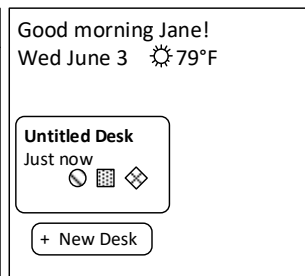 Good morning Jane!
Wed June 3 79°F
Untitled Desk
Just now
+ New Desk